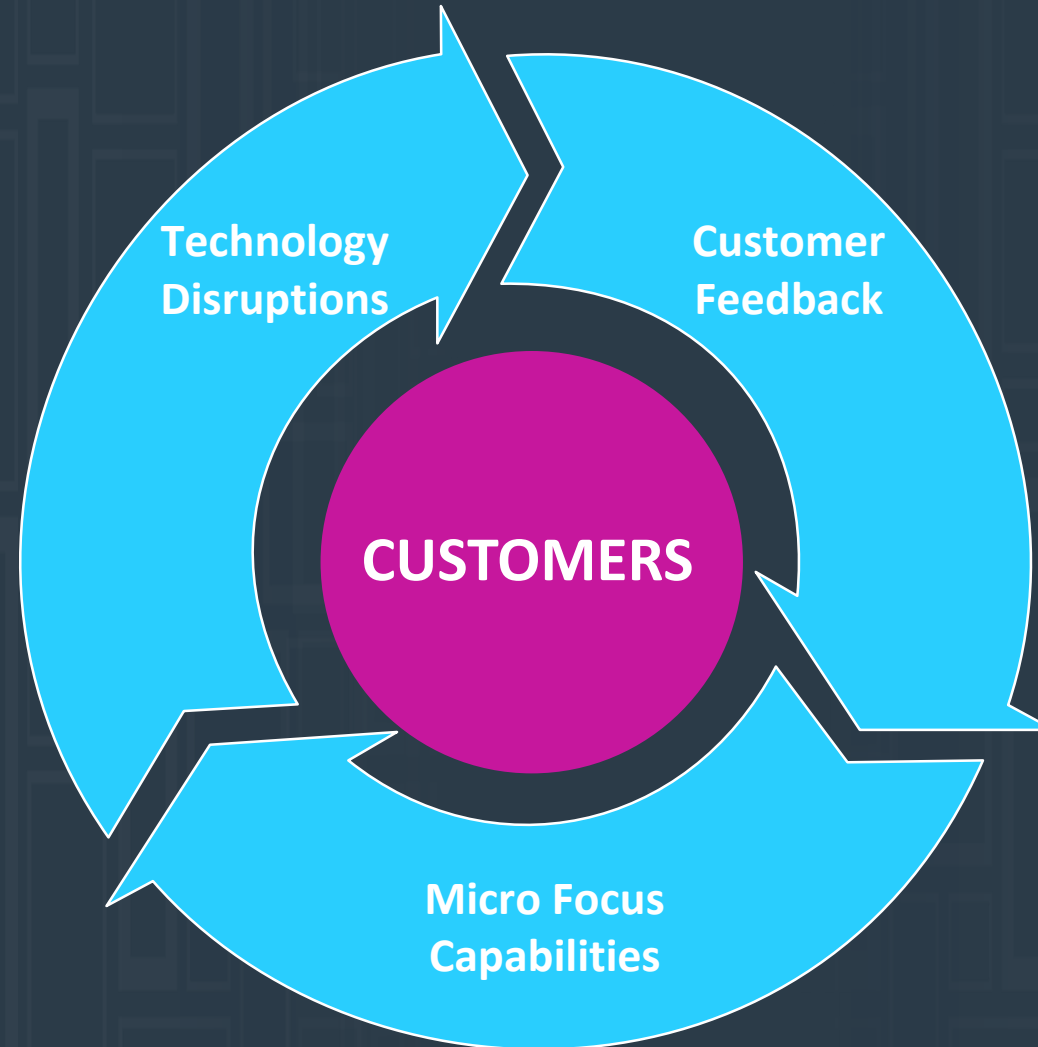 Technology
Disruptions
Customer
Feedback
CUSTOMERS
Micro Focus
Capabilities